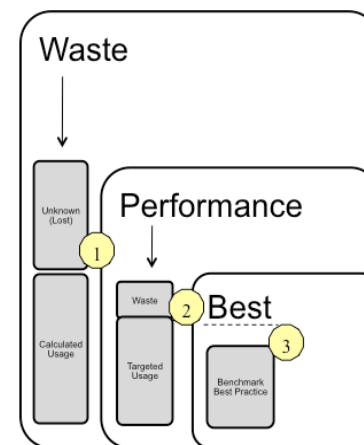 Waste
Unknown
(Lost)
1
Calculated
Usage
Performance
Waste
2
Targeted
Usage
Best
3
Benchmark
Best Practice